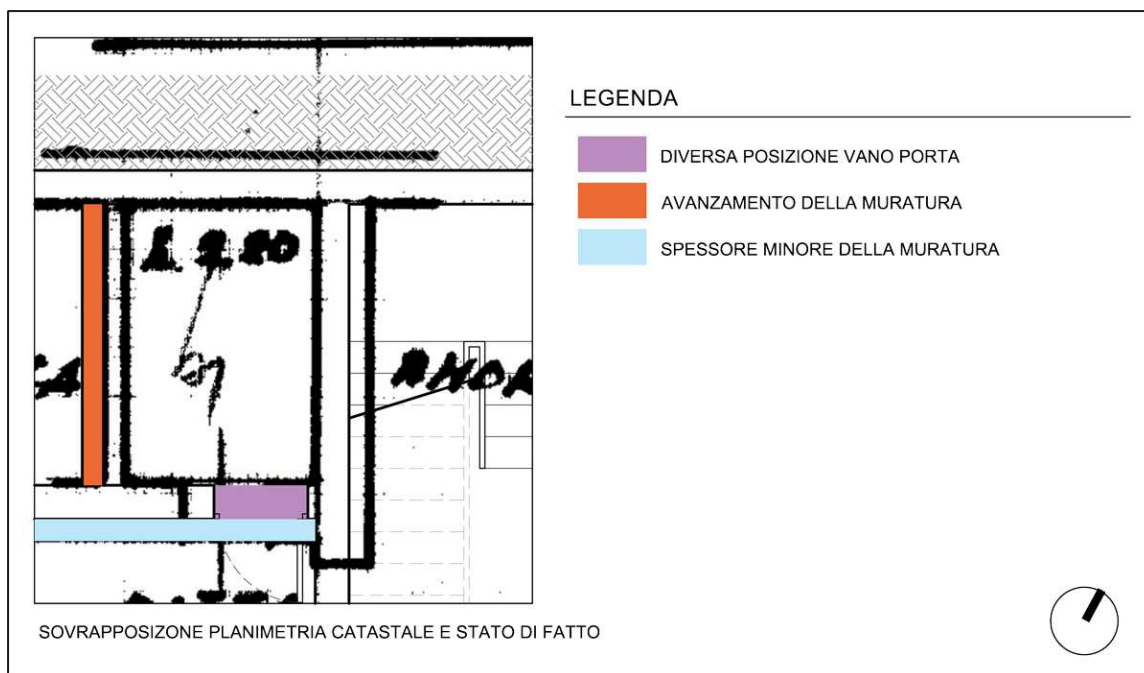 LEGENDA
DIVERSA POSIZIONE VANO PORTA
AVANZAMENTO DELLA MURATURA
SPESSORE MINORE DELLA MURATURA
SOVRAPPOSIZONE PLANIMETRIA CATASTALE E STATO DI FATTO